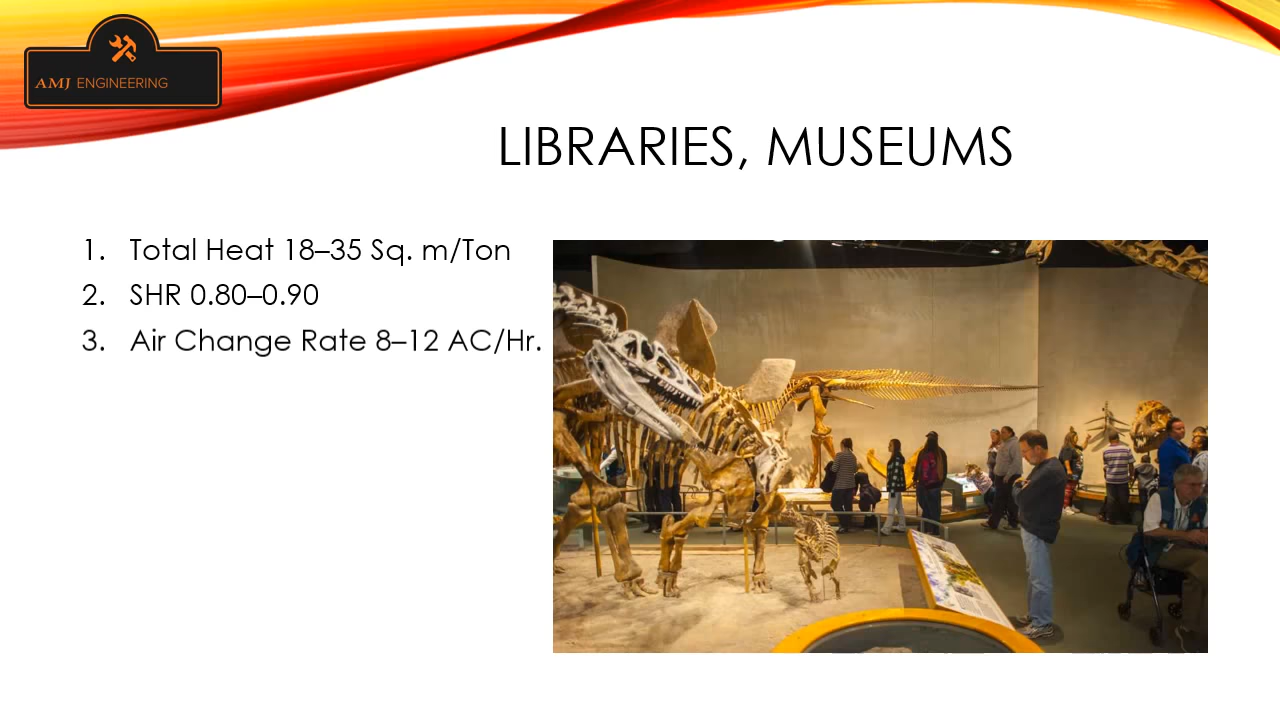 AMJ ENGINEERING
LIBRARIES, MUSEUMS
1. Total Heat 18–35 Sq. m/Ton
2. SHR 0.80–0.90
3. Air Change Rate 8–12 AC/Hr.